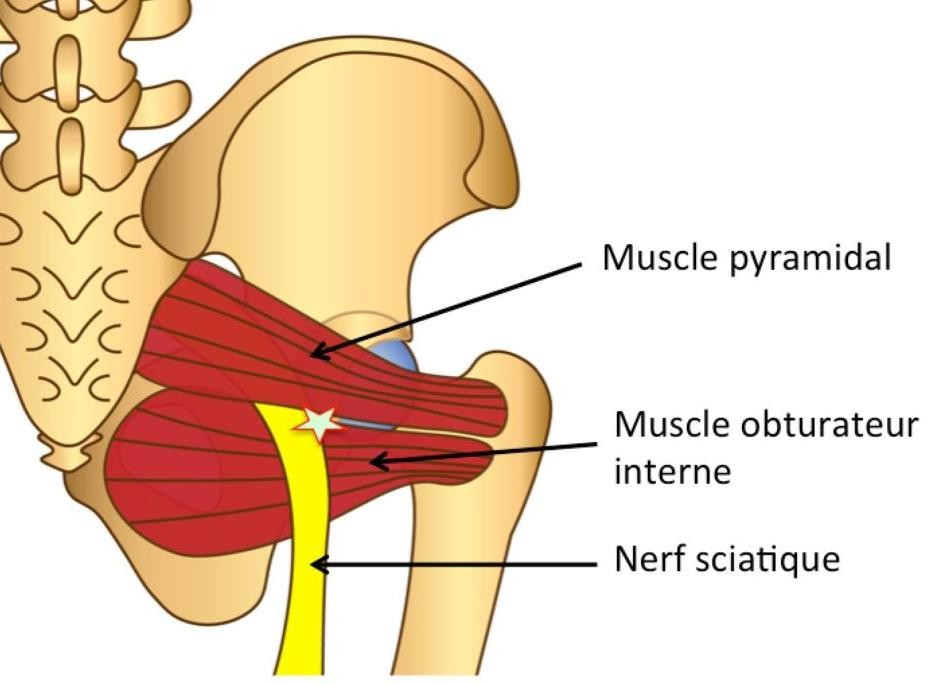 Muscle pyramidal
Muscle obturateur
interne
Nerf sciatique